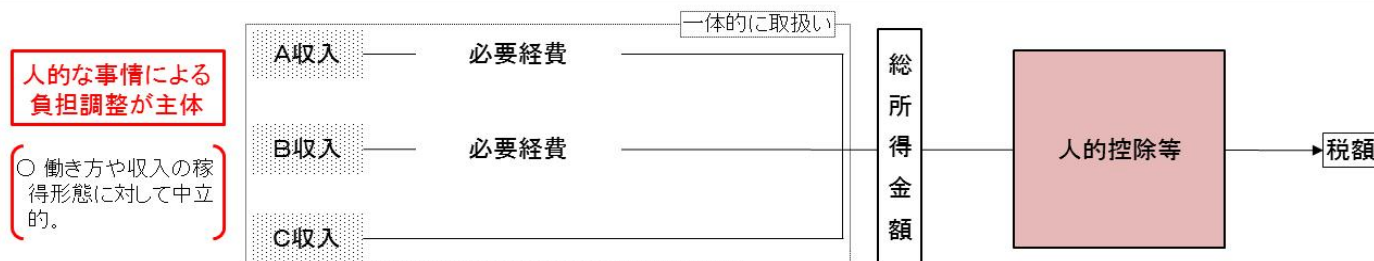 一体的に取扱い
人的な事情による
負担調整が主体
○ 働き方や収入の稼
得形態に対して中立
的。
A収入
必要経費
B収入
必要経費
C収入
総所得金額
人的控除等
税額